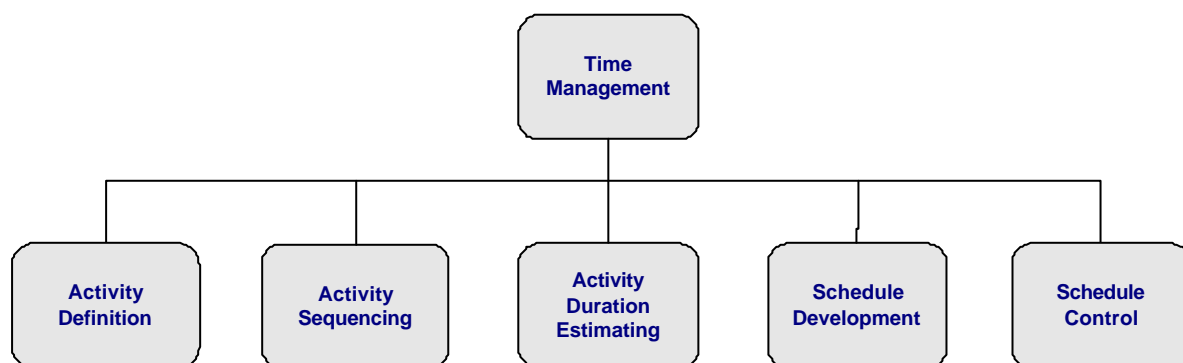 Time
Management
Activity
Definition
Activity
Sequencing
Activity
Duration
Estimating
Schedule
Development
Schedule
Control